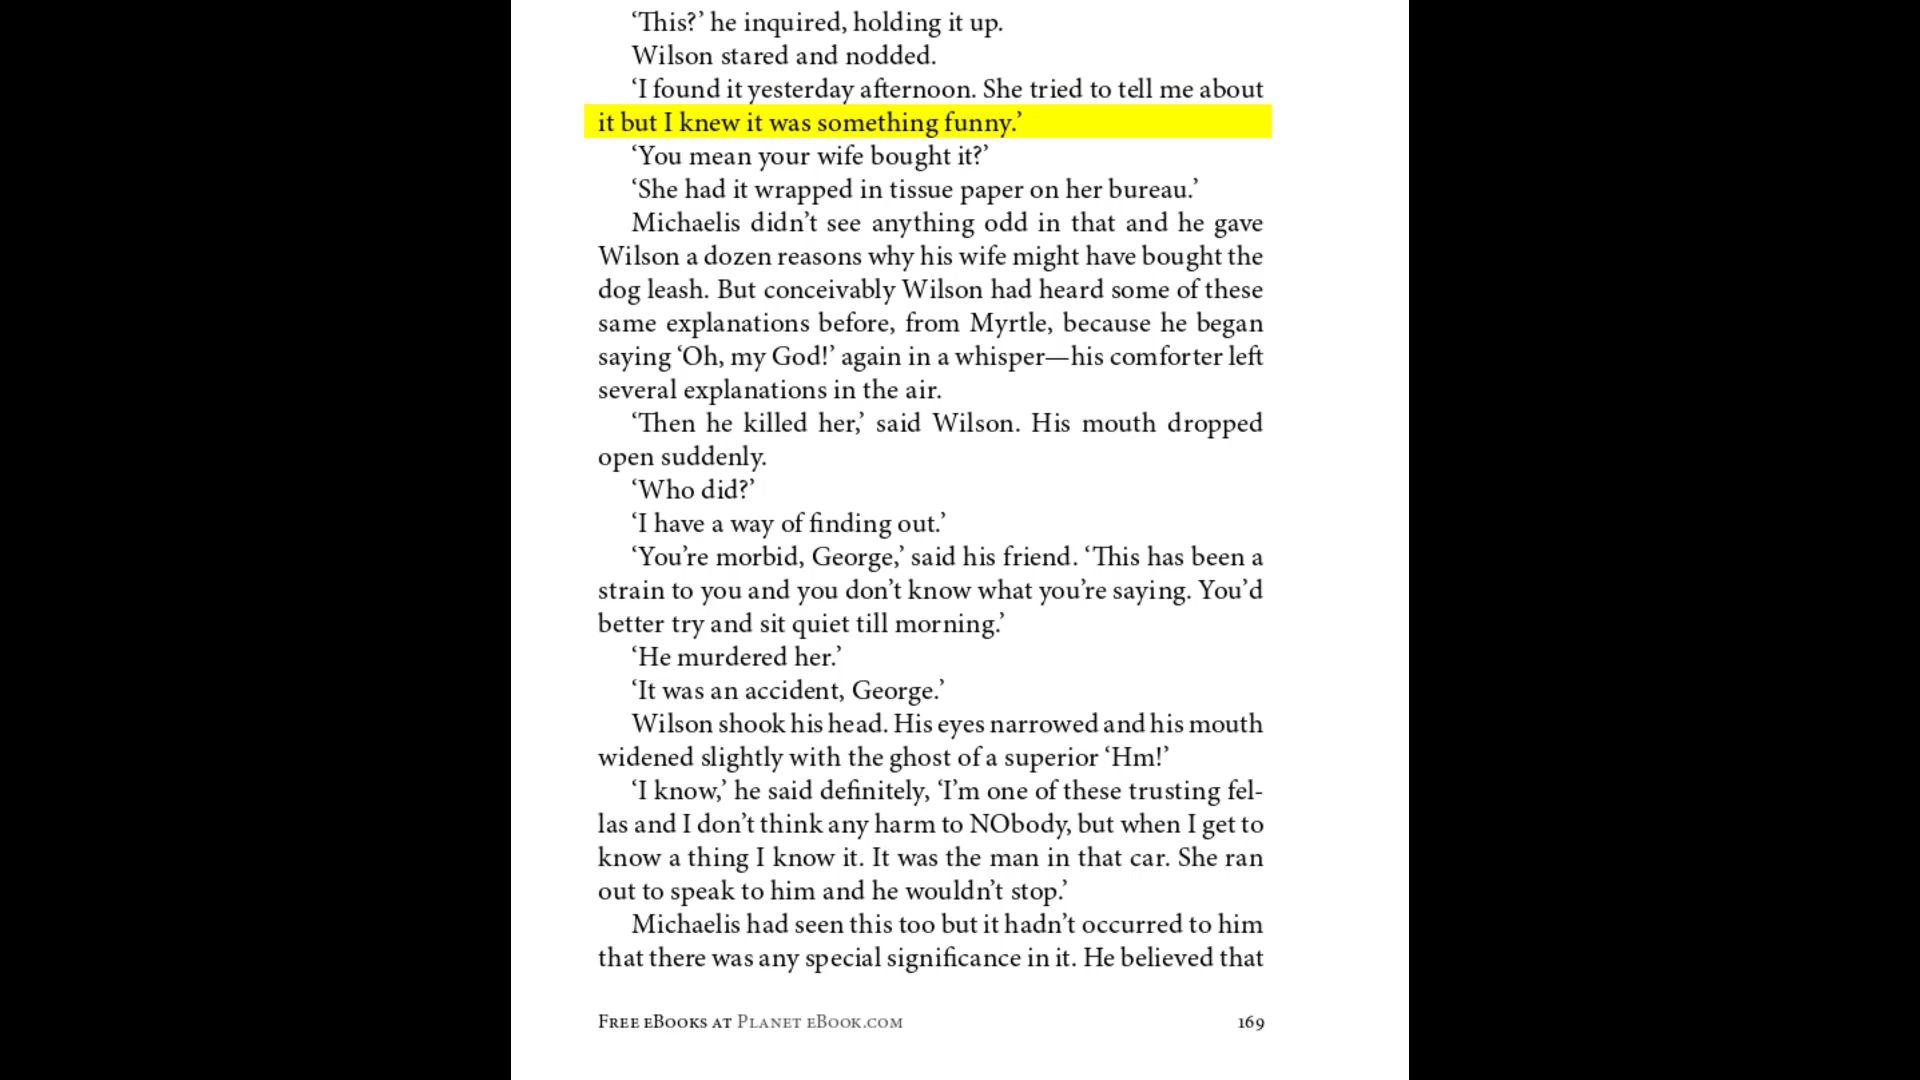 ‘This?’ he inquired, holding it up.
Wilson stared and nodded.
‘I found it yesterday afternoon. She tried to tell me about
it but I knew it was something funny.’
‘You mean your wife bought it?’
‘She had it wrapped in tissue paper on her bureau.’
Michaelis didn’t see anything odd in that and he gave
Wilson a dozen reasons why his wife might have bought the
dog leash. But conceivably Wilson had heard some of these
same explanations before, from Myrtle, because he began
saying ‘Oh, my God!’ again in a whisper—his comforter left
several explanations in the air.
‘Then he killed her,’ said Wilson. His mouth dropped
open suddenly.
‘Who did?’
‘I have a way of finding out.’
‘You’re morbid, George,’ said his friend. ‘This has been a
strain to you and you don’t know what you’re saying. You’d
better try and sit quiet till morning.’
‘He murdered her.’
‘It was an accident, George.’
Wilson shook his head. His eyes narrowed and his mouth
widened slightly with the ghost of a superior ‘Hm!’
‘I know,’ he said definitely, ‘I’m one of these trusting fel-
las and I don’t think any harm to NObody, but when I get to
know a thing I know it. It was the man in that car. She ran
out to speak to him and he wouldn’t stop.’
Michaelis had seen this too but it hadn’t occurred to him
that there was any special significance in it. He believed that
Free eBooks at Planet eBook.com 169